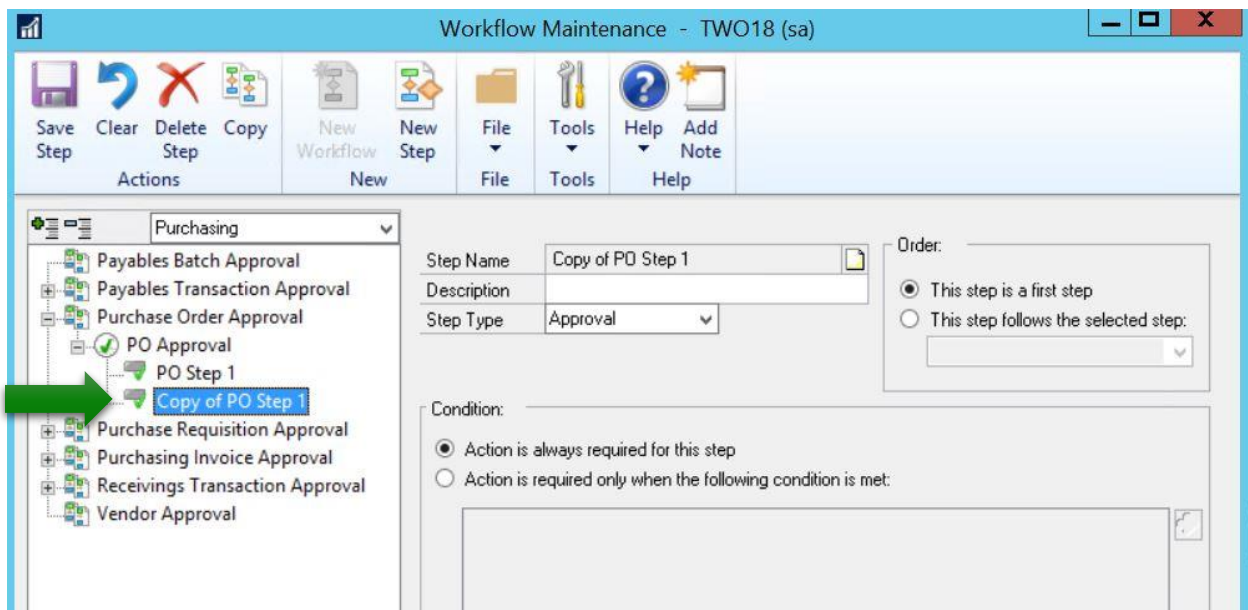 Workflow Maintenance - TWO18 (sa)
Save Step
Clear
Delete Step
Copy
New Workflow
New Step
File
Tools
Help
Add Note
Actions
New
File
Tools
Help
Purchasing
Payables Batch Approval
Payables Transaction Approval
Purchase Order Approval
PO Approval
PO Step 1
Copy of PO Step 1
Purchase Requisition Approval
Purchasing Invoice Approval
Receivings Transaction Approval
Vendor Approval
Step Name
Copy of PO Step 1
Description
Step Type
Approval
Order:
This step is a first step
This step follows the selected step:
Condition:
Action is always required for this step
Action is required only when the following condition is met: